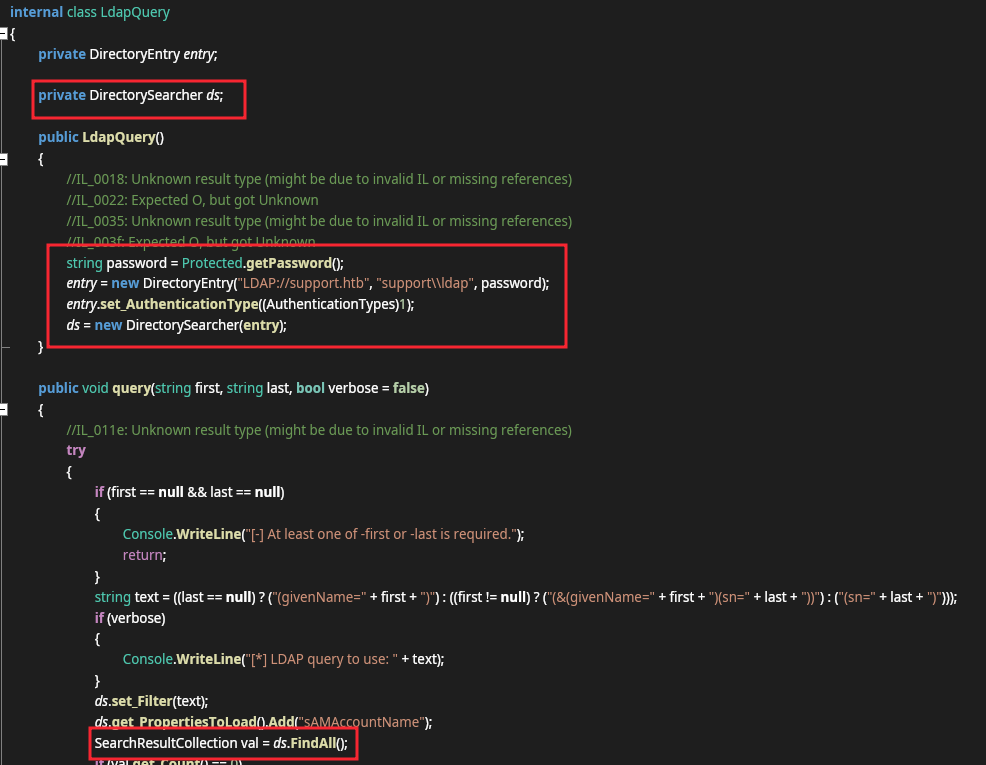 internal class LdapQuery
{
private DirectoryEntry entry;
private DirectorySearcher ds;
public LdapQuery()
{
//IL_0018: Unknown result type (might be due to invalid IL or missing references)
//IL_0022: Expected O, but got Unknown
//IL_0035: Unknown result type (might be due to invalid IL or missing references)
//IL_003f: Expected O, but got Unknown
string password = Protected.getPassword();
entry = new DirectoryEntry("LDAP://support.htb", "support\\ldap", password);
entry.set_AuthenticationType((AuthenticationTypes)1);
ds = new DirectorySearcher(entry);
}
public void query(string first, string last, bool verbose = false)
{
//IL_011e: Unknown result type (might be due to invalid IL or missing references)
try
{
if (first == null && last == null)
{
Console.WriteLine("[-] At least one of -first or -last is required.");
return;
}
string text = ((last == null) ? ("(givenName=" + first + ")") : ((first != null) ? ("(&(givenName=" + first + ")(sn=" + last + "))") : ("(sn=" + last + ")")));
if (verbose)
{
Console.WriteLine("[*] LDAP query to use: " + text);
}
ds.set_Filter(text);
ds.get_PropertiesToLoad().Add("sAMAccountName");
SearchResultCollection val = ds.FindAll();
if (val.get_Count() == 0)